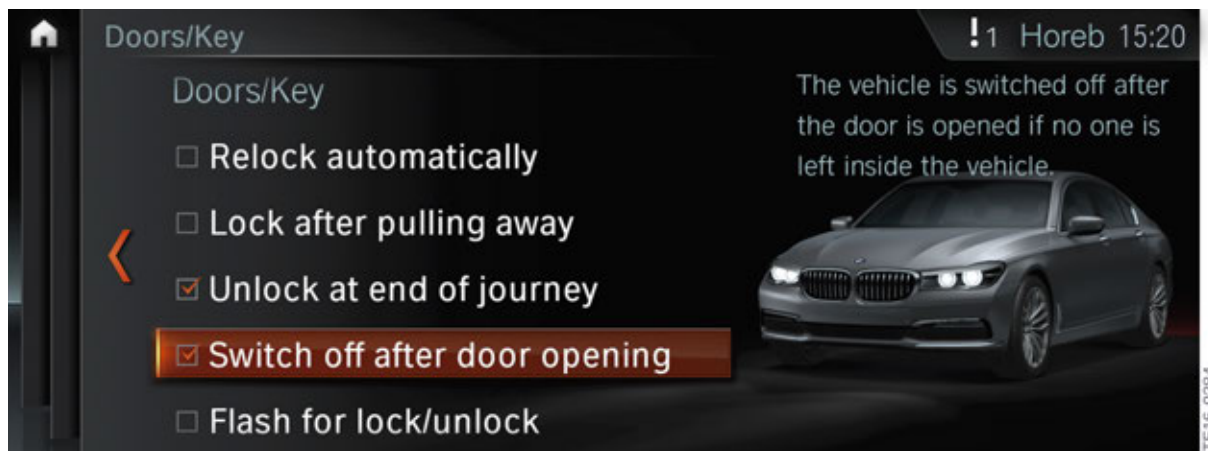 Doors/Key
!1 Horeb 15:20
Doors/Key
Relock automatically
Lock after pulling away
Unlock at end of journey
Switch off after door opening
Flash for lock/unlock
The vehicle is switched off after
the door is opened if no one is
left inside the vehicle.